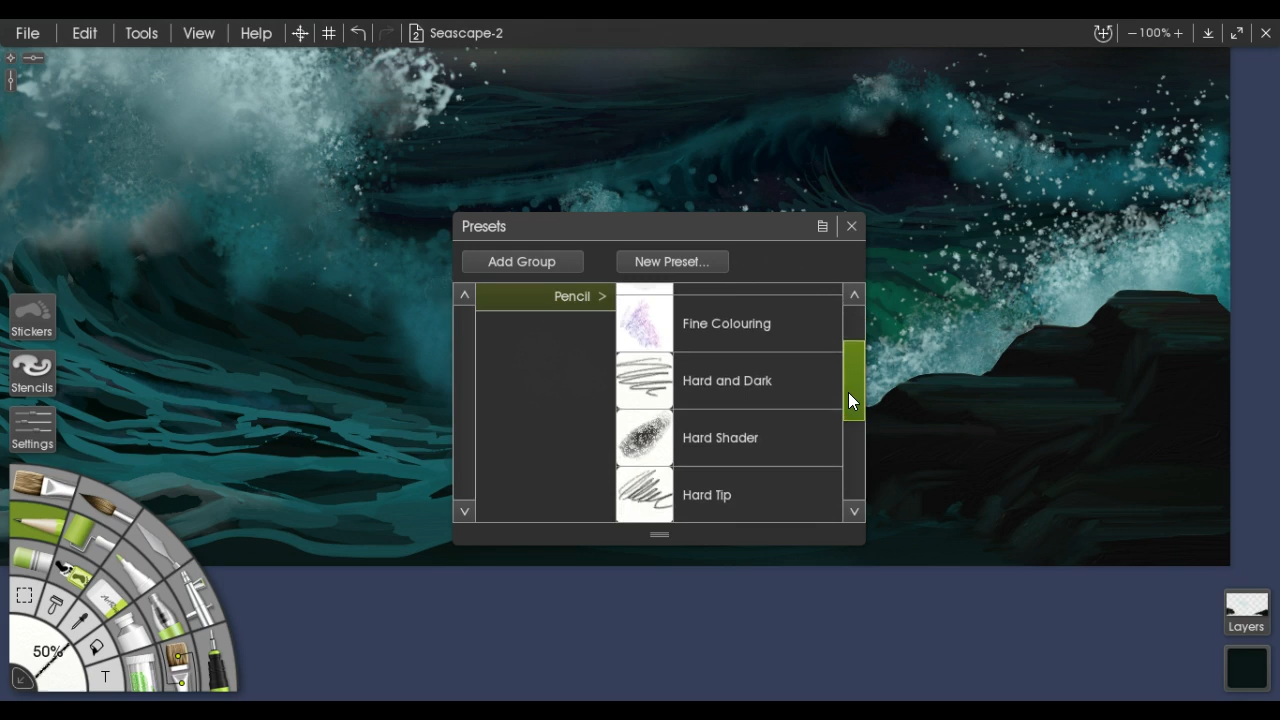 File Edit Tools View Help 2 Seascape-2 − 100% +
Presets
Add Group New Preset...
Pencil >
Fine Colouring
Hard and Dark
Hard Shader
Hard Tip
Stickers
Stencils
Settings
50%
T
Layers